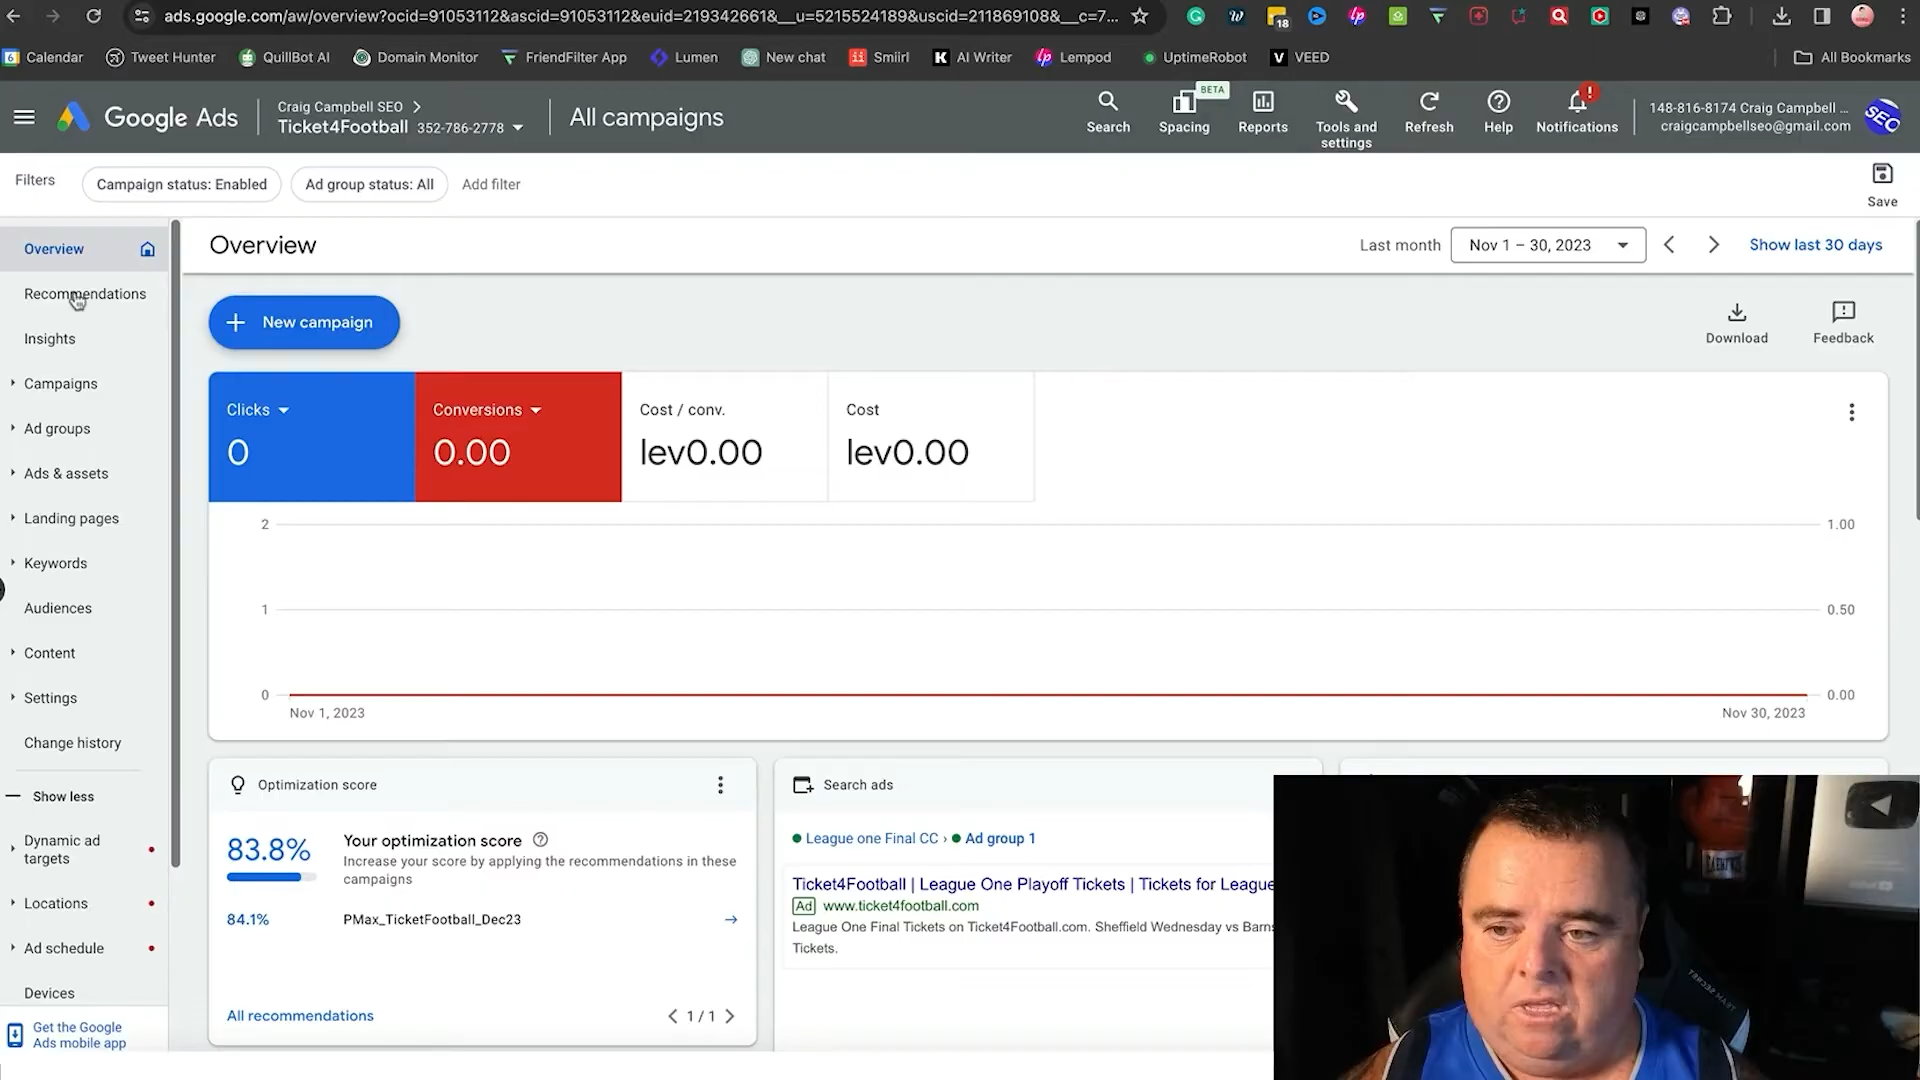 ads.google.com/aw/overview?ocid=91053112&ascid=91053112&euid=219342661&__u=5215524189&uscid=211869108&__c=7...
18
6 Calendar
Tweet Hunter
QuillBot AI
Domain Monitor
FriendFilter App
Lumen
New chat
Smiirl
K AI Writer
lp Lempod
UptimeRobot
V VEED
All Bookmarks
Google Ads
Craig Campbell SEO
Ticket4Football 352-786-2778
All campaigns
Search
BETA
Spacing
Reports
Tools and settings
Refresh
Help
Notifications
148-816-8174 Craig Campbell ...
craigcampbellseo@gmail.com
SEO
Filters
Campaign status: Enabled
Ad group status: All
Add filter
Save
Overview
Recommendations
Insights
Campaigns
Ad groups
Ads & assets
Landing pages
Keywords
Audiences
Content
Settings
Change history
Show less
Dynamic ad
targets
Locations
Ad schedule
Devices
Get the Google
Ads mobile app
Overview
Last month
Nov 1 – 30, 2023
Show last 30 days
New campaign
Download
Feedback
Clicks
0
Conversions
0.00
Cost / conv.
lev0.00
Cost
lev0.00
2
1.00
1
0.50
0
0.00
Nov 1, 2023
Nov 30, 2023
Optimization score
83.8%
Your optimization score
Increase your score by applying the recommendations in these
campaigns
84.1%
PMax_TicketFootball_Dec23
All recommendations
1 / 1
Search ads
League one Final CC › Ad group 1
Ticket4Football | League One Playoff Tickets | Tickets for League
Ad www.ticket4football.com
League One Final Tickets on Ticket4Football.com. Sheffield Wednesday vs Barns
Tickets.